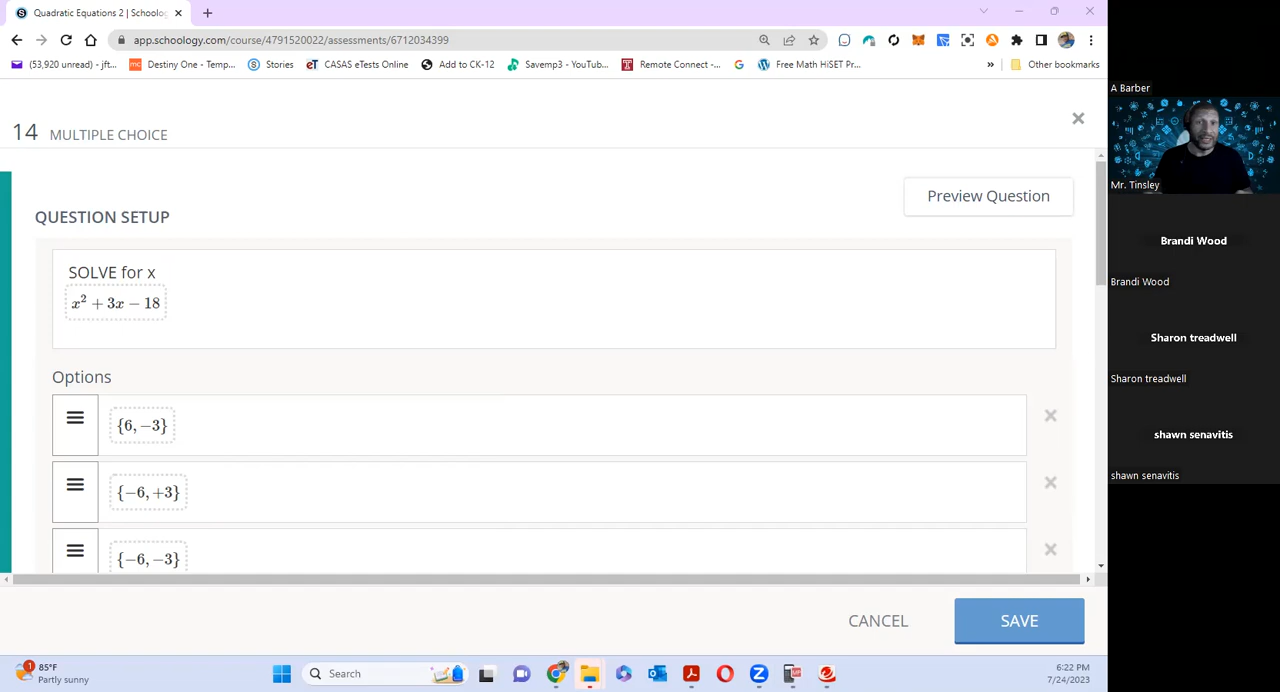 Quadratic Equations 2 | Schoolog
app.schoology.com/course/4791520022/assessments/6712034399
(53,920 unread) - jft...
Destiny One - Temp...
Stories
CASAS eTests Online
Add to CK-12
Savemp3 - YouTub...
Remote Connect -...
Free Math HiSET Pr...
»
Other bookmarks
A Barber
14 MULTIPLE CHOICE
Mr. Tinsley
Preview Question
QUESTION SETUP
SOLVE for x
x² + 3x − 18
Brandi Wood
Brandi Wood
Sharon treadwell
Sharon treadwell
Options
{6, −3}
{−6, +3}
{−6, −3}
shawn senavitis
shawn senavitis
CANCEL
SAVE
1
85°F
Partly sunny
Search
6:22 PM
7/24/2023